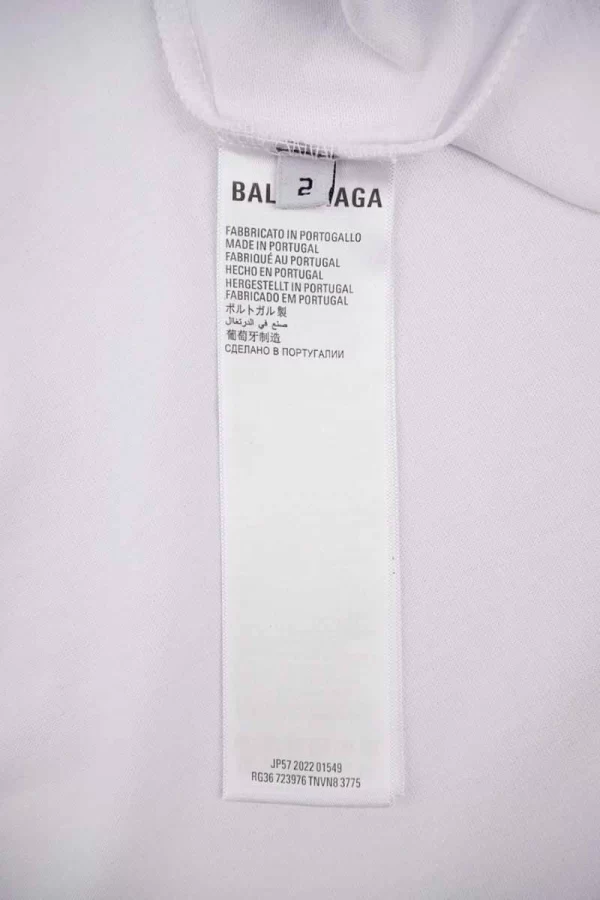 2
BAL AGA
FABBRICATO IN PORTOGALLO
MADE IN PORTUGAL
FABRIQUÉ AU PORTUGAL
HECHO EN PORTUGAL
HERGESTELLT IN PORTUGAL
FABRICADO EM PORTUGAL
ポルトガル製
صنع في الدرتغال
葡萄牙制造
СДЕЛАНО В ПОРТУГАЛИИ
JP57 2022 01549
RG36 723976 TNVN8 3775